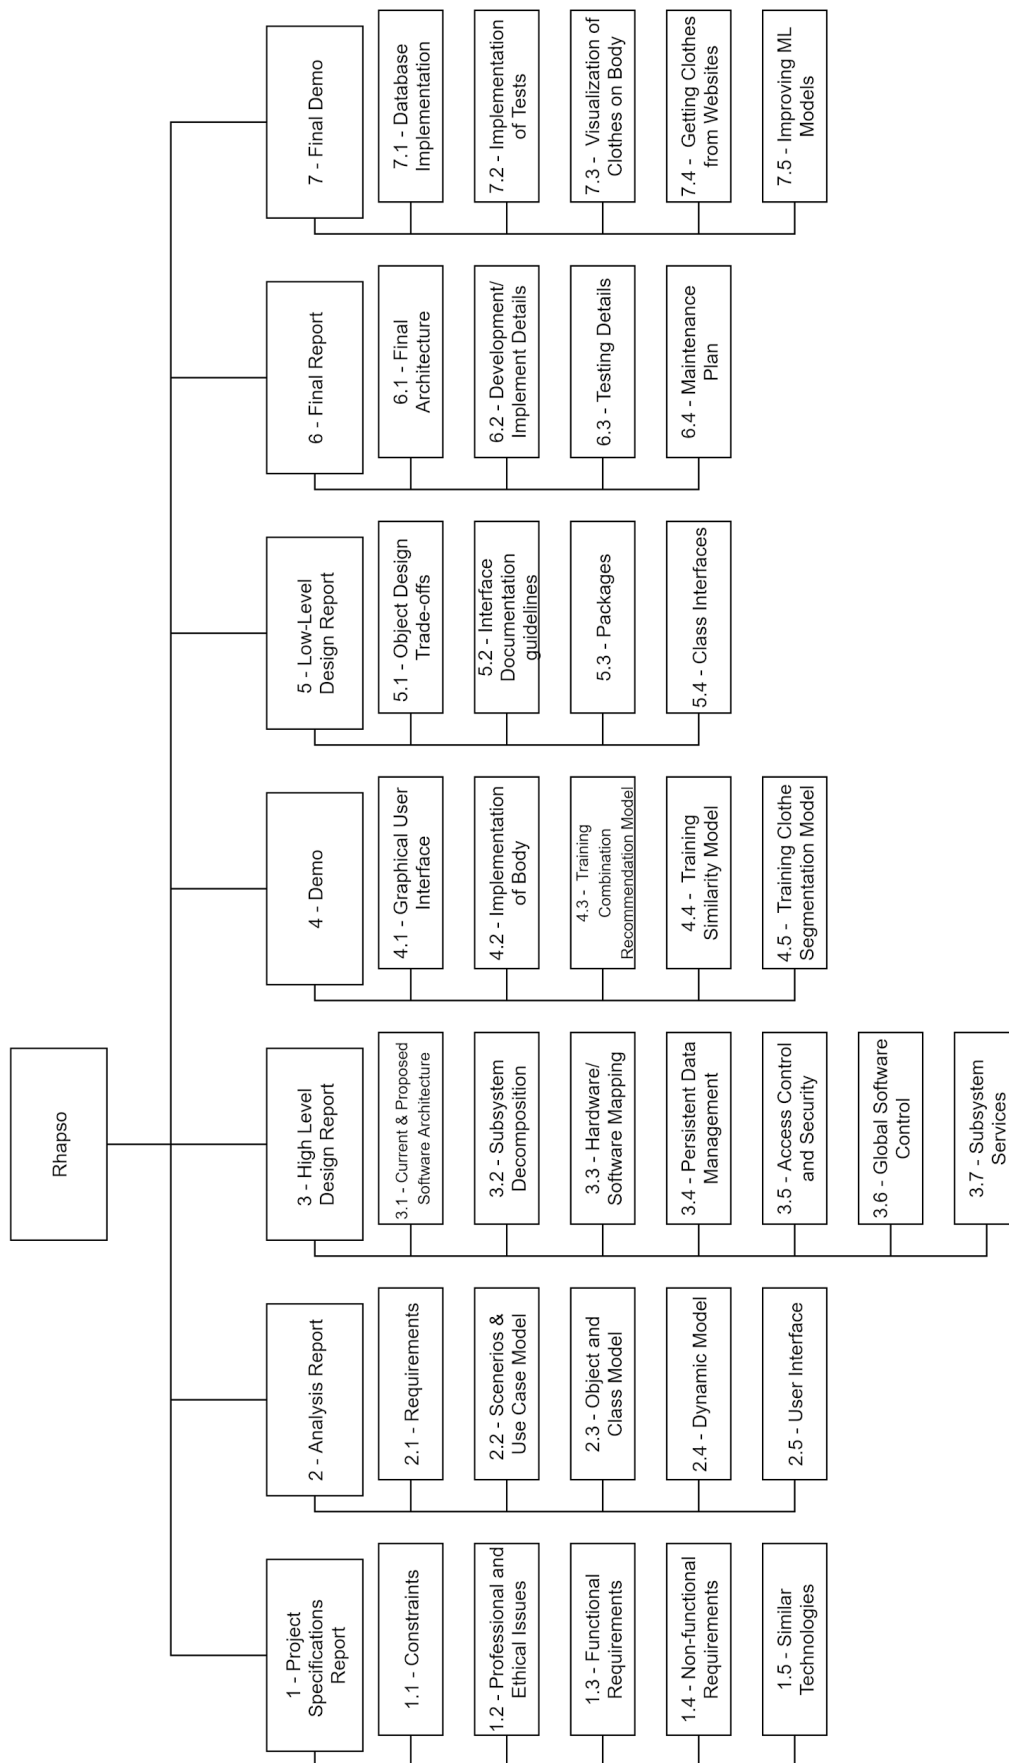 Rhapso
1 - Project
Specifications
Report
1.1 - Constraints
1.2 - Professional and
Ethical Issues
1.3 - Functional
Requirements
1.4 - Non-functional
Requirements
1.5 - Similar
Technologies
2 - Analysis Report
2.1 - Requirements
2.2 - Scenerios &
Use Case Model
2.3 - Object and
Class Model
2.4 - Dynamic Model
2.5 - User Interface
3 - High Level
Design Report
3.1 - Current & Proposed
Software Architecture
3.2 - Subsystem
Decomposition
3.3 - Hardware/
Software Mapping
3.4 - Persistent Data
Management
3.5 - Access Control
and Security
3.6 - Global Software
Control
3.7 - Subsystem
Services
4 - Demo
4.1 - Graphical User
Interface
4.2 - Implementation
of Body
4.3 - Training
Combination
Recommendation Model
4.4 - Training
Similarity Model
4.5 - Training Clothe
Segmentation Model
5 - Low-Level
Design Report
5.1 - Object Design
Trade-offs
5.2 - Interface
Documentation
guidelines
5.3 - Packages
5.4 - Class Interfaces
6 - Final Report
6.1 - Final
Architecture
6.2 - Development/
Implement Details
6.3 - Testing Details
6.4 - Maintenance
Plan
7 - Final Demo
7.1 - Database
Implementation
7.2 - Implementation
of Tests
7.3 - Visualization of
Clothes on Body
7.4 - Getting Clothes
from Websites
7.5 - Improving ML
Models